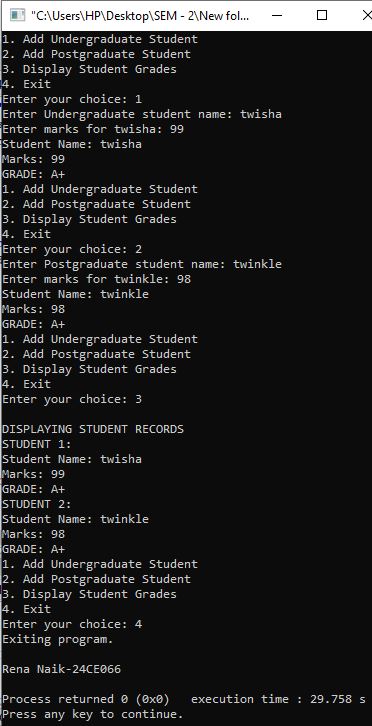 "C:\Users\HP\Desktop\SEM - 2\New fol...
1. Add Undergraduate Student
2. Add Postgraduate Student
3. Display Student Grades
4. Exit
Enter your choice: 1
Enter Undergraduate student name: twisha
Enter marks for twisha: 99
Student Name: twisha
Marks: 99
GRADE: A+
1. Add Undergraduate Student
2. Add Postgraduate Student
3. Display Student Grades
4. Exit
Enter your choice: 2
Enter Postgraduate student name: twinkle
Enter marks for twinkle: 98
Student Name: twinkle
Marks: 98
GRADE: A+
1. Add Undergraduate Student
2. Add Postgraduate Student
3. Display Student Grades
4. Exit
Enter your choice: 3
DISPLAYING STUDENT RECORDS
STUDENT 1:
Student Name: twisha
Marks: 99
GRADE: A+
STUDENT 2:
Student Name: twinkle
Marks: 98
GRADE: A+
1. Add Undergraduate Student
2. Add Postgraduate Student
3. Display Student Grades
4. Exit
Enter your choice: 4
Exiting program.
Rena Naik-24CE066
Process returned 0 (0x0)   execution time : 29.758 s
Press any key to continue.